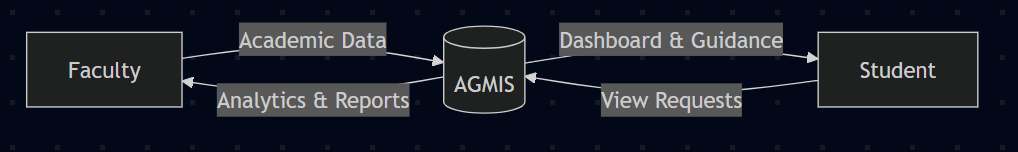 Academic Data
Dashboard & Guidance
Faculty
AGMIS
Student
Analytics & Reports
View Requests